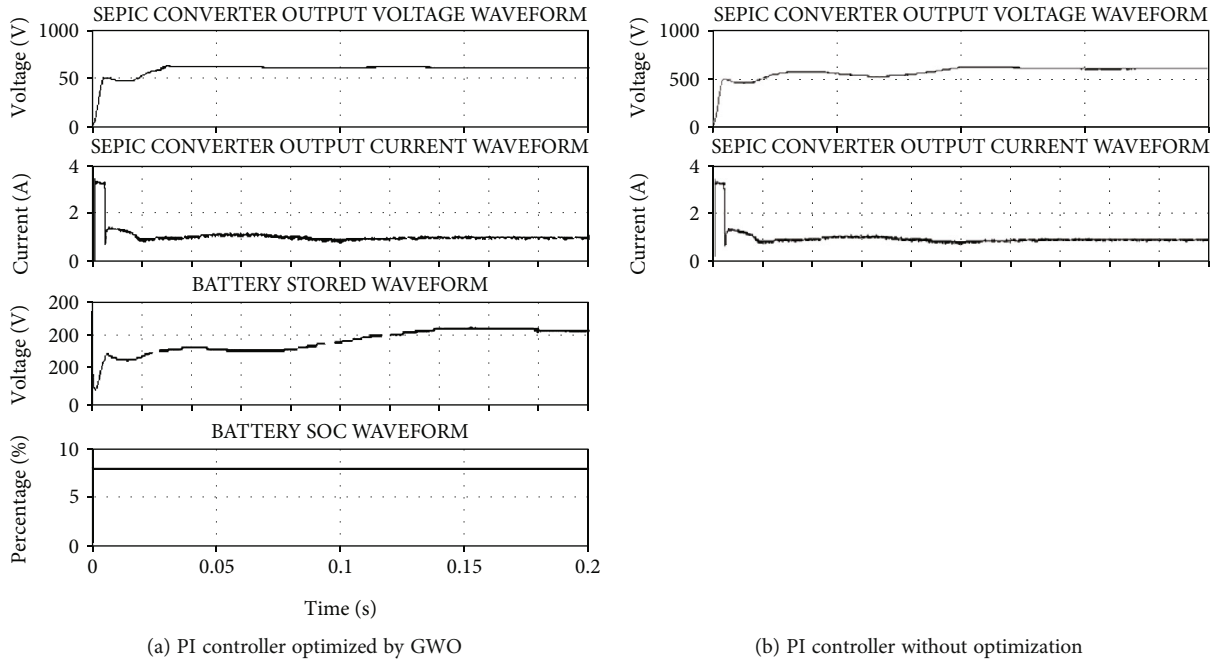 SEPIC CONVERTER OUTPUT VOLTAGE WAVEFORM
Voltage (V)
1000
50
0
SEPIC CONVERTER OUTPUT CURRENT WAVEFORM
Current (A)
4
2
0
BATTERY STORED WAVEFORM
Voltage (V)
200
200
200
0
BATTERY SOC WAVEFORM
Percentage (%)
10
5
0
0 0.05 0.1 0.15 0.2
Time (s)
(a) PI controller optimized by GWO
SEPIC CONVERTER OUTPUT VOLTAGE WAVEFORM
Voltage (V)
1000
500
0
SEPIC CONVERTER OUTPUT CURRENT WAVEFORM
Current (A)
4
2
0
(b) PI controller without optimization